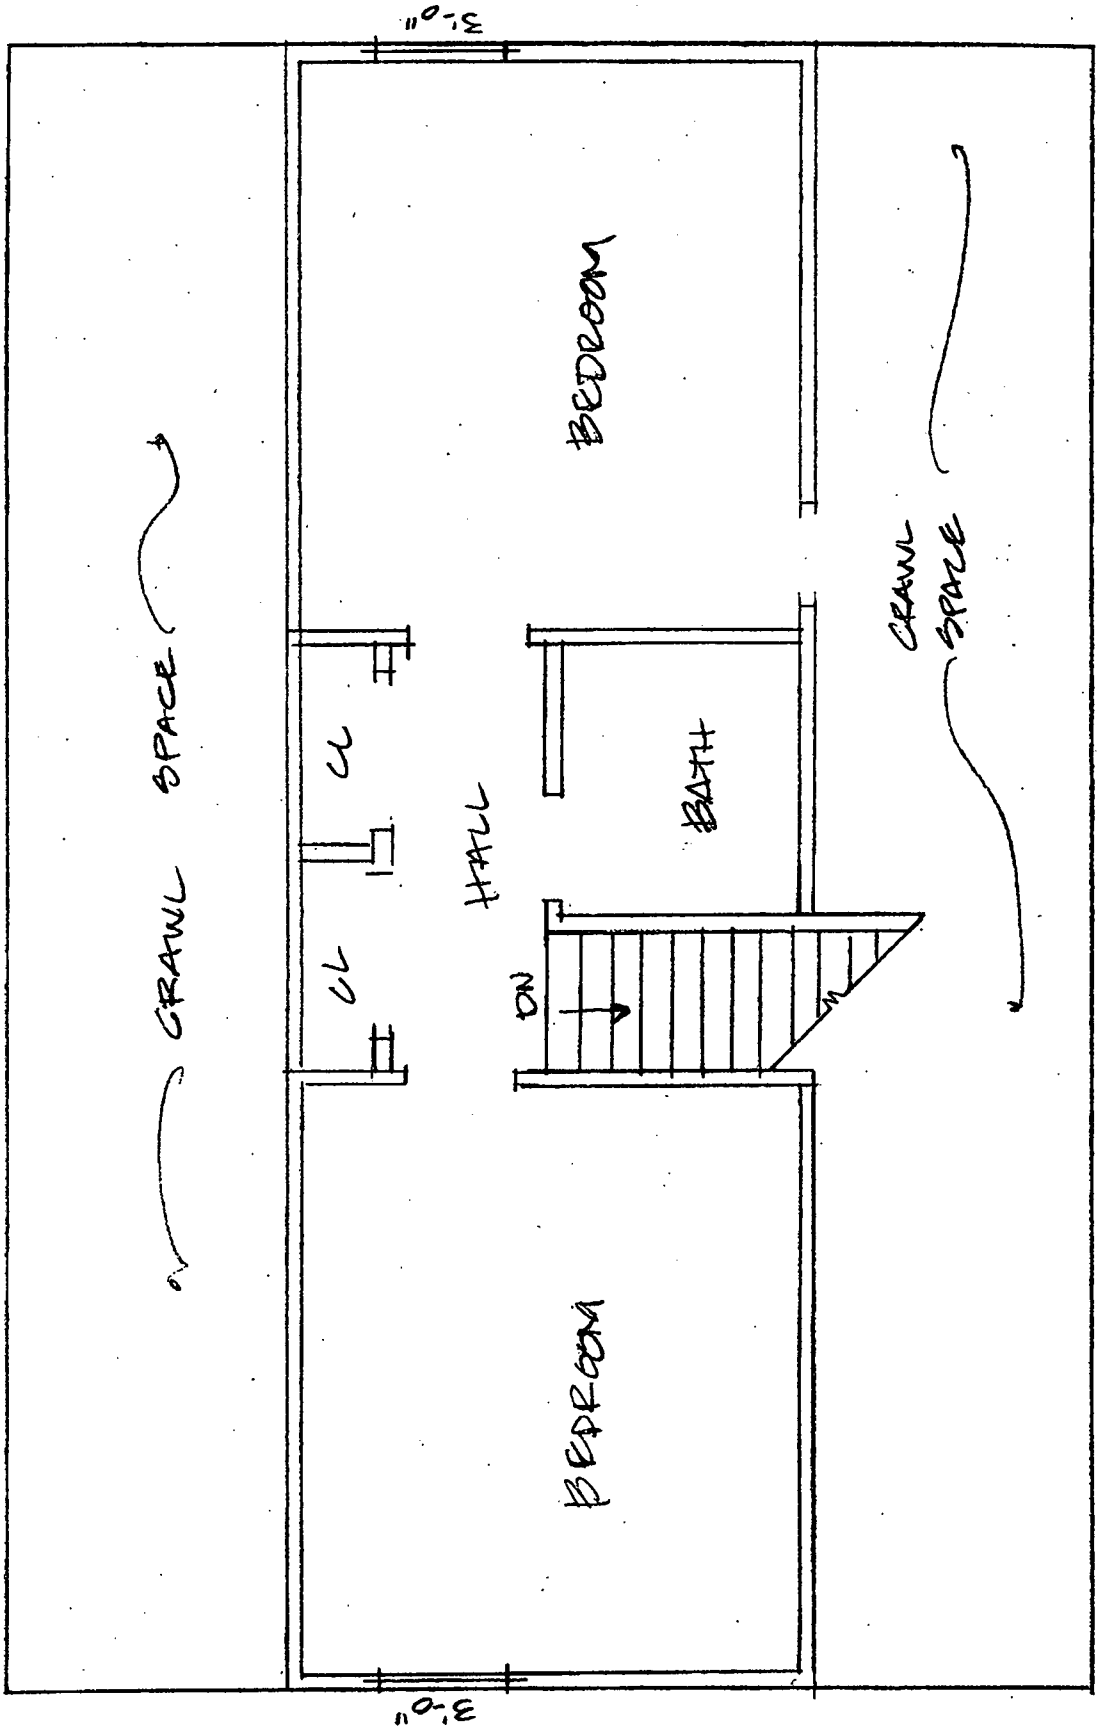 CRAWL SPACE
3'-0"
BEDROOM
CL
CL
HALL
DN
BATH
BEDROOM
3'-0"
CRAWL
SPACE